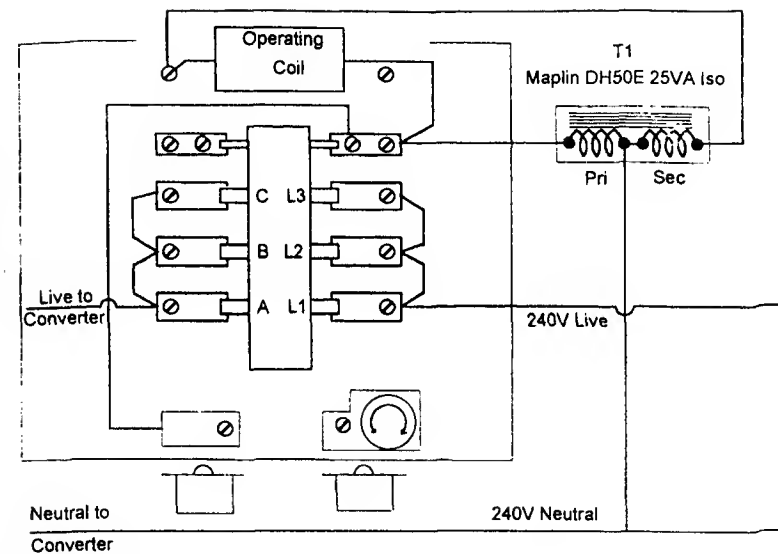 Operating
Coil
T1
Maplin DH50E 25VA Iso
Pri
Sec
C L3
B L2
A L1
Live to
Converter
240V Live
Neutral to
Converter
240V Neutral